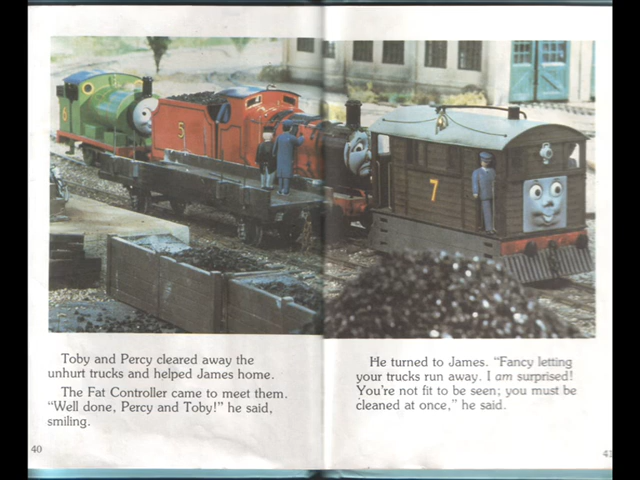 6
5
7
Toby and Percy cleared away the
unhurt trucks and helped James home.
The Fat Controller came to meet them.
“Well done, Percy and Toby!” he said,
smiling.
40
He turned to James. “Fancy letting
your trucks run away. I am surprised!
You're not fit to be seen; you must be
cleaned at once,” he said.
41